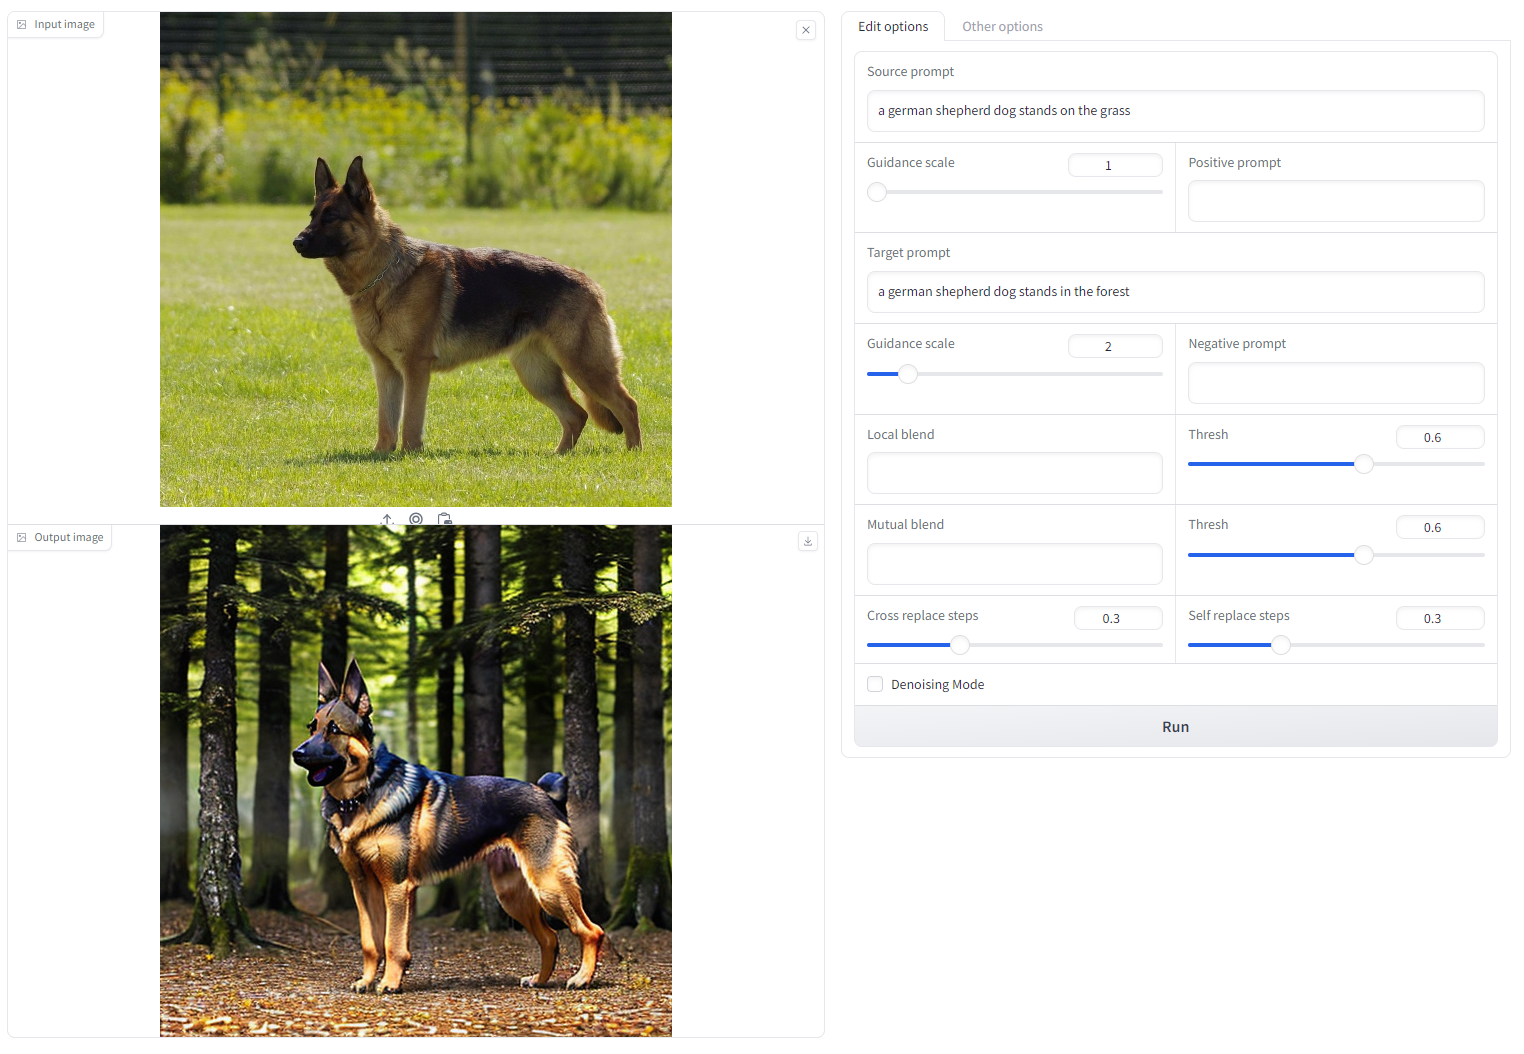 Input image
Output image
Edit options
Other options
Source prompt
a german shepherd dog stands on the grass
Guidance scale
1
Positive prompt
Target prompt
a german shepherd dog stands in the forest
Guidance scale
2
Negative prompt
Local blend
Thresh
0.6
Mutual blend
Thresh
0.6
Cross replace steps
0.3
Self replace steps
0.3
Denoising Mode
Run